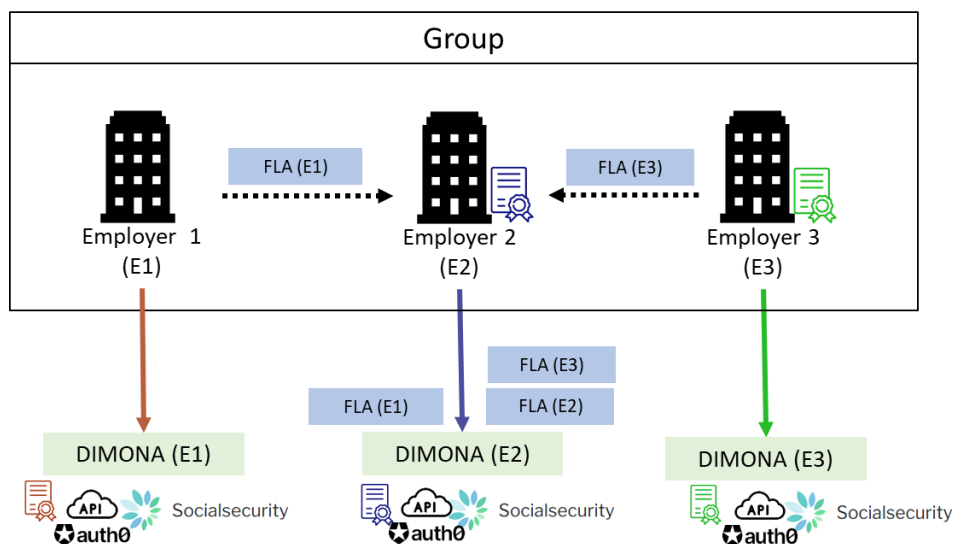 Group
FLA (E1)
FLA (E3)
Employer 1
(E1)
Employer 2
(E2)
Employer 3
(E3)
FLA (E3)
FLA (E1)
FLA (E2)
DIMONA (E1)
DIMONA (E2)
DIMONA (E3)
API
Socialsecurity
auth0
API
Socialsecurity
auth0
API
Socialsecurity
auth0